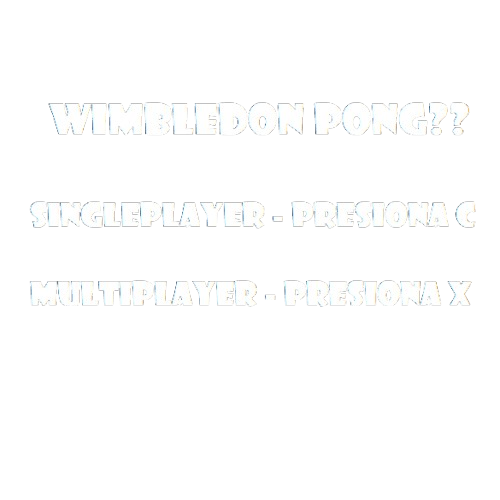 WIMBLEDON PONG??
SINGLEPLAYER - PRESIONA C
MULTIPLAYER - PRESIONA X